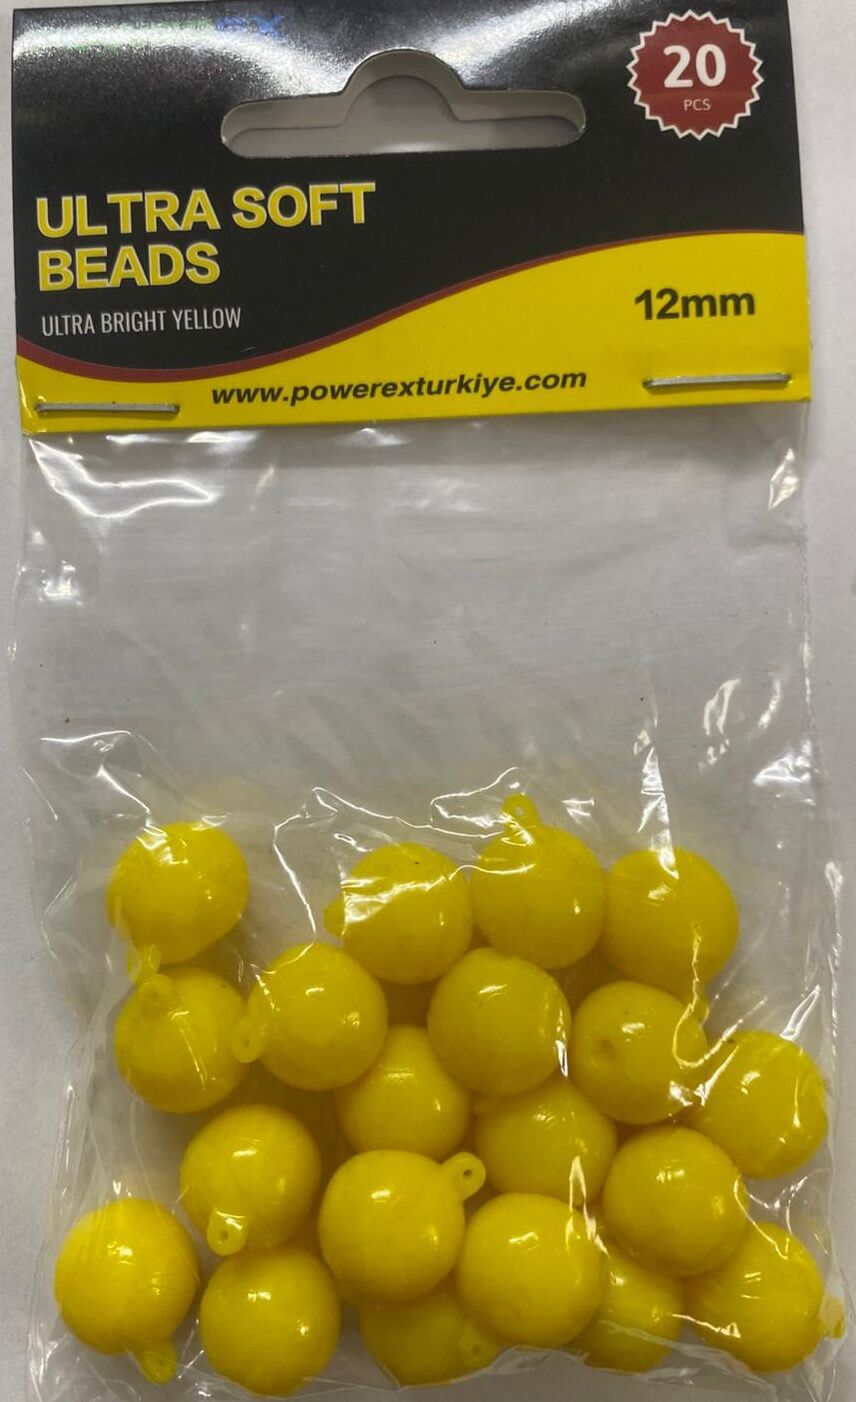 20
PCS
ULTRA SOFT
BEADS
ULTRA BRIGHT YELLOW
12mm
www.powerexturkiye.com